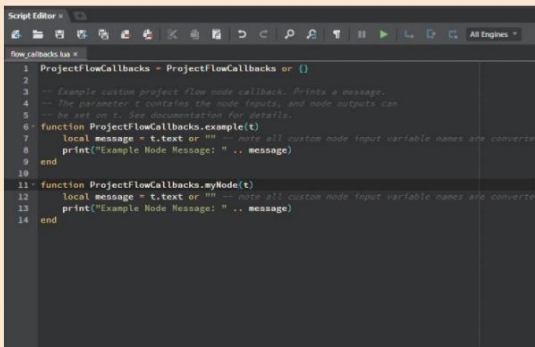 Script Editor ×
All Engines
flow_callbacks.lua ×
1 ProjectFlowCallbacks = ProjectFlowCallbacks or {}
2
3 -- Example custom project flow node callback. Prints a message.
4 -- The parameter t contains the node inputs, and node outputs can
5 -- be set on t. See documentation for details.
6 function ProjectFlowCallbacks.example(t)
7 local message = t.text or "" -- note all custom node input variable names are converte
8 print("Example Node Message: " .. message)
9 end
10
11 function ProjectFlowCallbacks.myNode(t)
12 local message = t.text or "" -- note all custom node input variable names are converte
13 print("Example Node Message: " .. message)
14 end